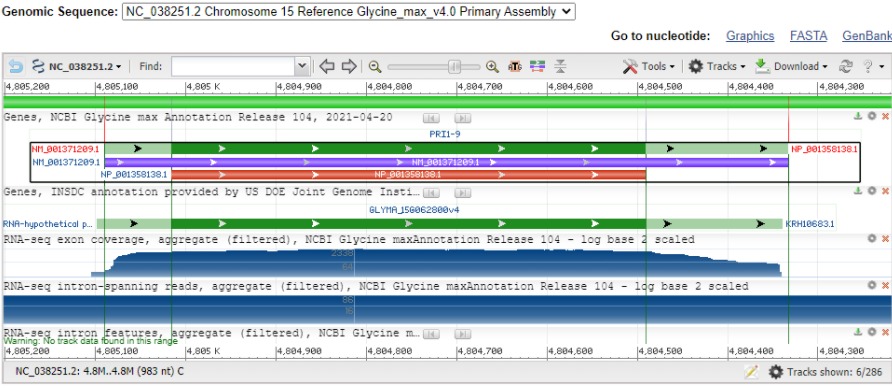 Genomic Sequence: NC_038251.2 Chromosome 15 Reference Glycine_max_v4.0 Primary Assembly
Go to nucleotide: Graphics FASTA GenBank
NC_038251.2 Find: Tools Tracks Download ?
4,805,200 4,805,100 4,805 K 4,804,900 4,804,800 4,804,700 4,804,600 4,804,500 4,804,400 4,804,300
Genes, NCBI Glycine max Annotation Release 104, 2021-04-20
PRI1-9
NM_001371209.1 NP_001358138.1
NM_001371209.1 NM_001371209.1
NP_001358138.1 NP_001358138.1
Genes, INSDC annotation provided by US DOE Joint Genome Insti...
GLYMA_15G062800v4
RNA-hypothetical p... KRH10683.1
RNA-seq exon coverage, aggregate (filtered), NCBI Glycine maxAnnotation Release 104 - log base 2 scaled
2338
64
RNA-seq intron-spanning reads, aggregate (filtered), NCBI Glycine maxAnnotation Release 104 - log base 2 scaled
86
16
RNA-seq intron features, aggregate (filtered), NCBI Glycine m...
Warning: No track data found in this range
4,805,200 4,805,100 4,805 K 4,804,900 4,804,800 4,804,700 4,804,600 4,804,500 4,804,400 4,804,300
NC_038251.2: 4.8M..4.8M (983 nt) C Tracks shown: 6/286